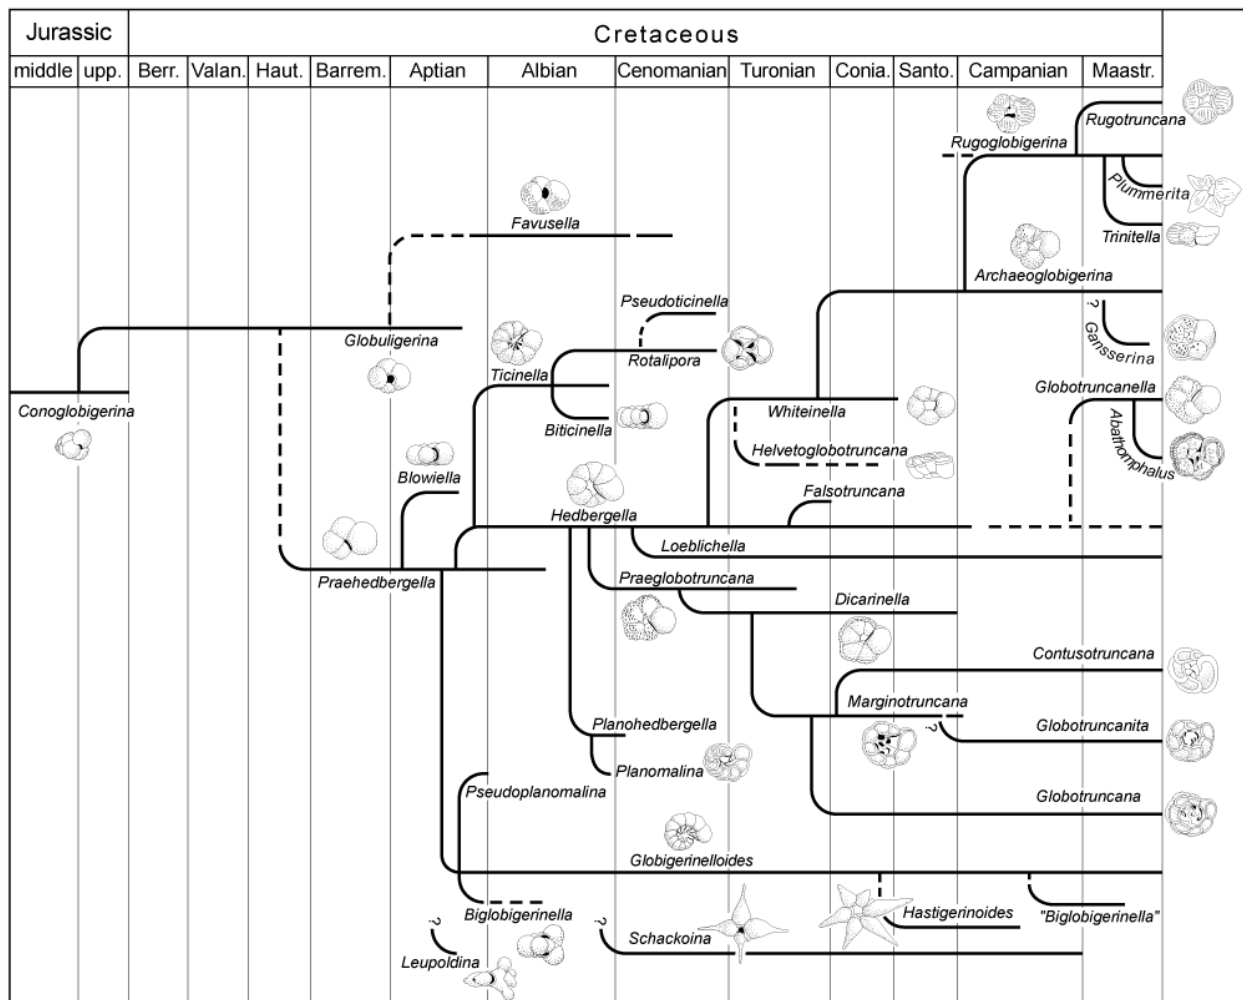 Jurassic
Cretaceous
middle
upp.
Berr.
Valan.
Haut.
Barrem.
Aptian
Albian
Cenomanian
Turonian
Conia.
Santo.
Campanian
Maastr.
Rugotruncana
Rugoglobigerina
Plummerita
Favusella
Trinitella
Archaeoglobigerina
Pseudoticinella
?
Gansserina
Globuligerina
Rotalipora
Ticinella
Globotruncanella
Conoglobigerina
Whiteinella
Abathomphalus
Biticinella
Helvetoglobotruncana
Blowiella
Falsotruncana
Hedbergella
Loeblichella
Praehedbergella
Praeglobotruncana
Dicarinella
Contusotruncana
Marginotruncana
Planohedbergella
?
Globotruncanita
Planomalina
Pseudoplanomalina
Globotruncana
Globigerinelloides
Biglobigerinella
Hastigerinoides
"Biglobigerinella"
?
?
Schackoina
Leupoldina